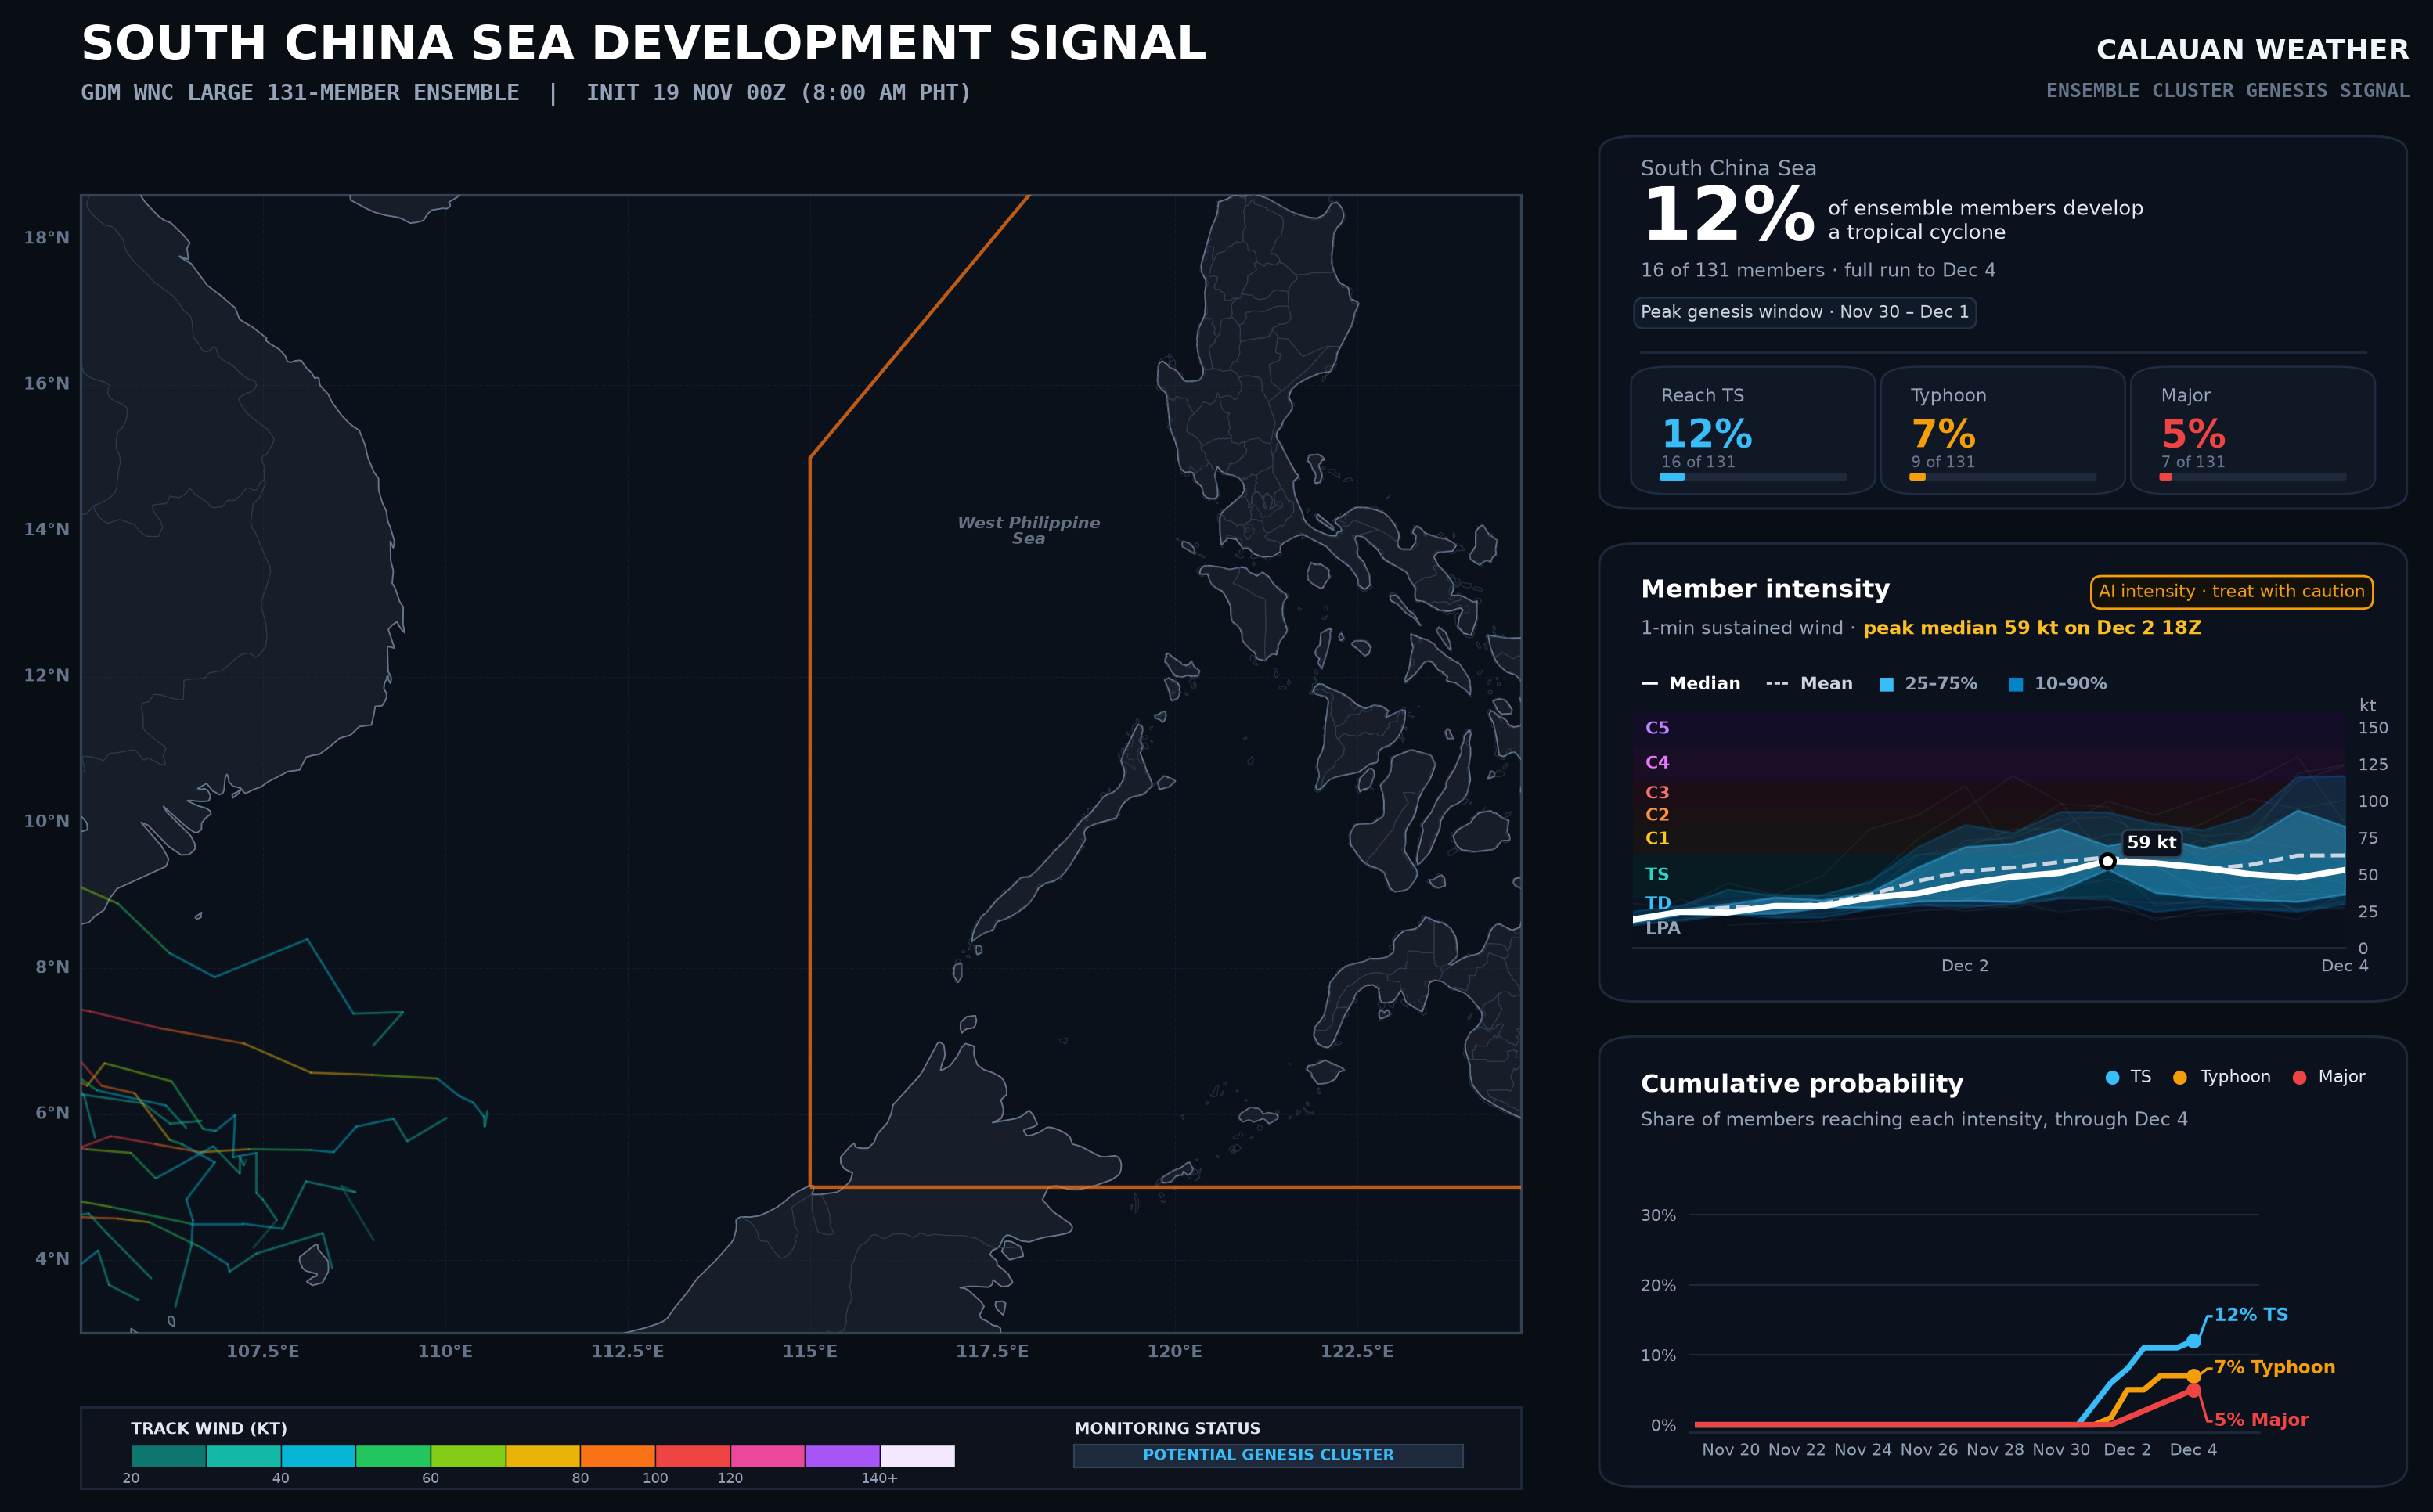 SOUTH CHINA SEA DEVELOPMENT SIGNAL
GDM WNC LARGE 131-MEMBER ENSEMBLE | INIT 19 NOV 00Z (8:00 AM PHT)
CALAUAN WEATHER
ENSEMBLE CLUSTER GENESIS SIGNAL
18°N
16°N
14°N
12°N
10°N
8°N
6°N
4°N
West Philippine
Sea
107.5°E
110°E
112.5°E
115°E
117.5°E
120°E
122.5°E
TRACK WIND (KT)
20
40
60
80
100
120
140+
MONITORING STATUS
POTENTIAL GENESIS CLUSTER
South China Sea
12%
of ensemble members develop
a tropical cyclone
16 of 131 members · full run to Dec 4
Peak genesis window · Nov 30 – Dec 1
Reach TS
12%
16 of 131
Typhoon
7%
9 of 131
Major
5%
7 of 131
Member intensity
AI intensity · treat with caution
1-min sustained wind · peak median 59 kt on Dec 2 18Z
Median
Mean
25–75%
10–90%
kt
C5
C4
C3
C2
C1
TS
TD
LPA
150
125
100
75
50
25
0
59 kt
Dec 2
Dec 4
Cumulative probability
TS
Typhoon
Major
Share of members reaching each intensity, through Dec 4
30%
20%
10%
0%
12% TS
7% Typhoon
5% Major
Nov 20
Nov 22
Nov 24
Nov 26
Nov 28
Nov 30
Dec 2
Dec 4